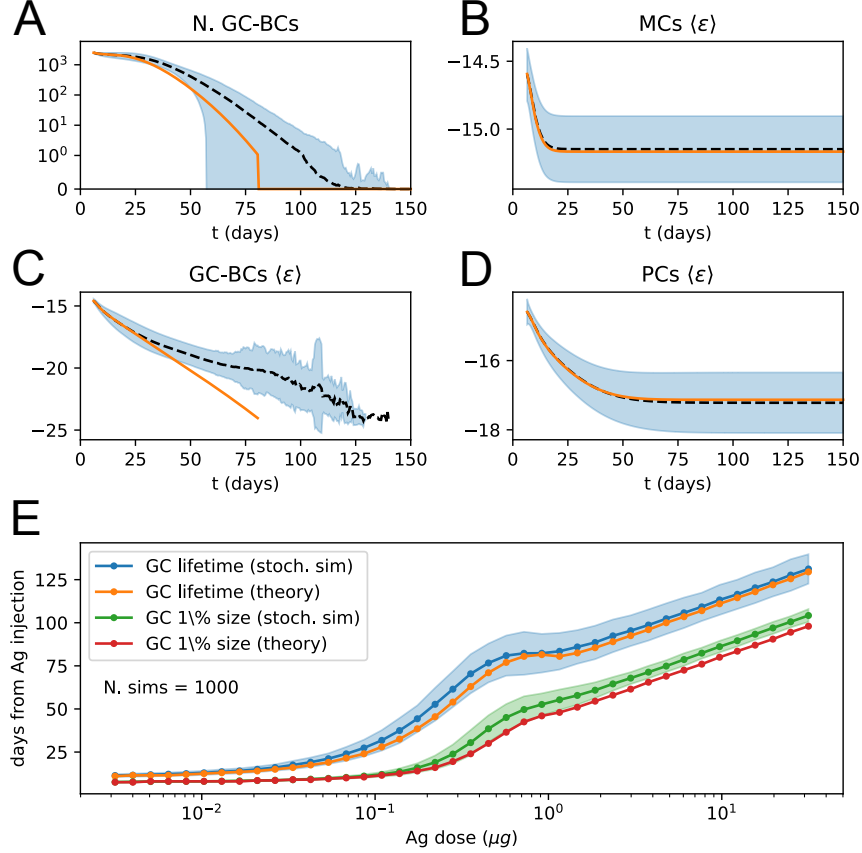 A
N. GC-BCs
10³
10²
10¹
10⁰
0
0 25 50 75 100 125 150
t (days)
B
MCs ⟨ε⟩
−14.5
−15.0
0 25 50 75 100 125 150
t (days)
C
GC-BCs ⟨ε⟩
−15
−20
−25
0 25 50 75 100 125 150
t (days)
D
PCs ⟨ε⟩
−16
−18
0 25 50 75 100 125 150
t (days)
E
days from Ag injection
125
100
75
50
25
GC lifetime (stoch. sim)
GC lifetime (theory)
GC 1\% size (stoch. sim)
GC 1\% size (theory)
N. sims = 1000
10⁻² 10⁻¹ 10⁰ 10¹
Ag dose (μg)